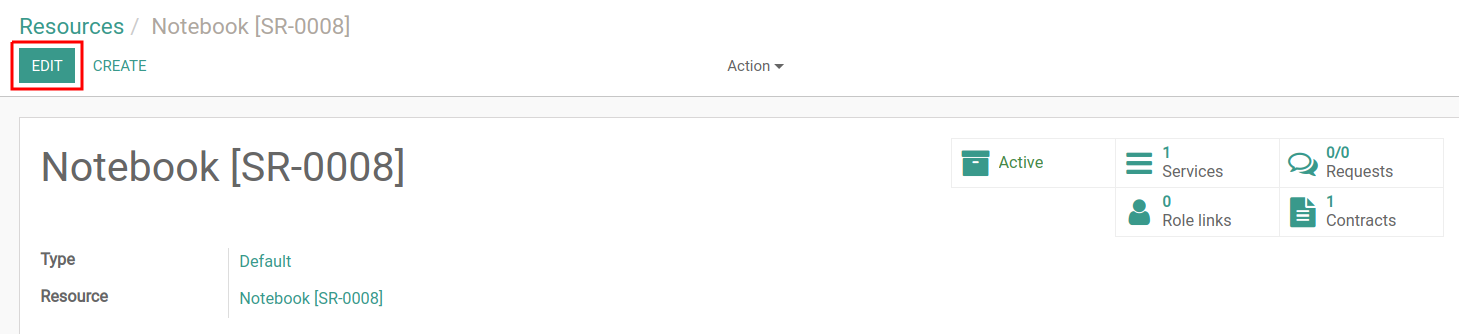 Resources / Notebook [SR-0008]
EDIT CREATE Action
Notebook [SR-0008]
Active
1
Services
0/0
Requests
0
Role links
1
Contracts
Type Default
Resource Notebook [SR-0008]